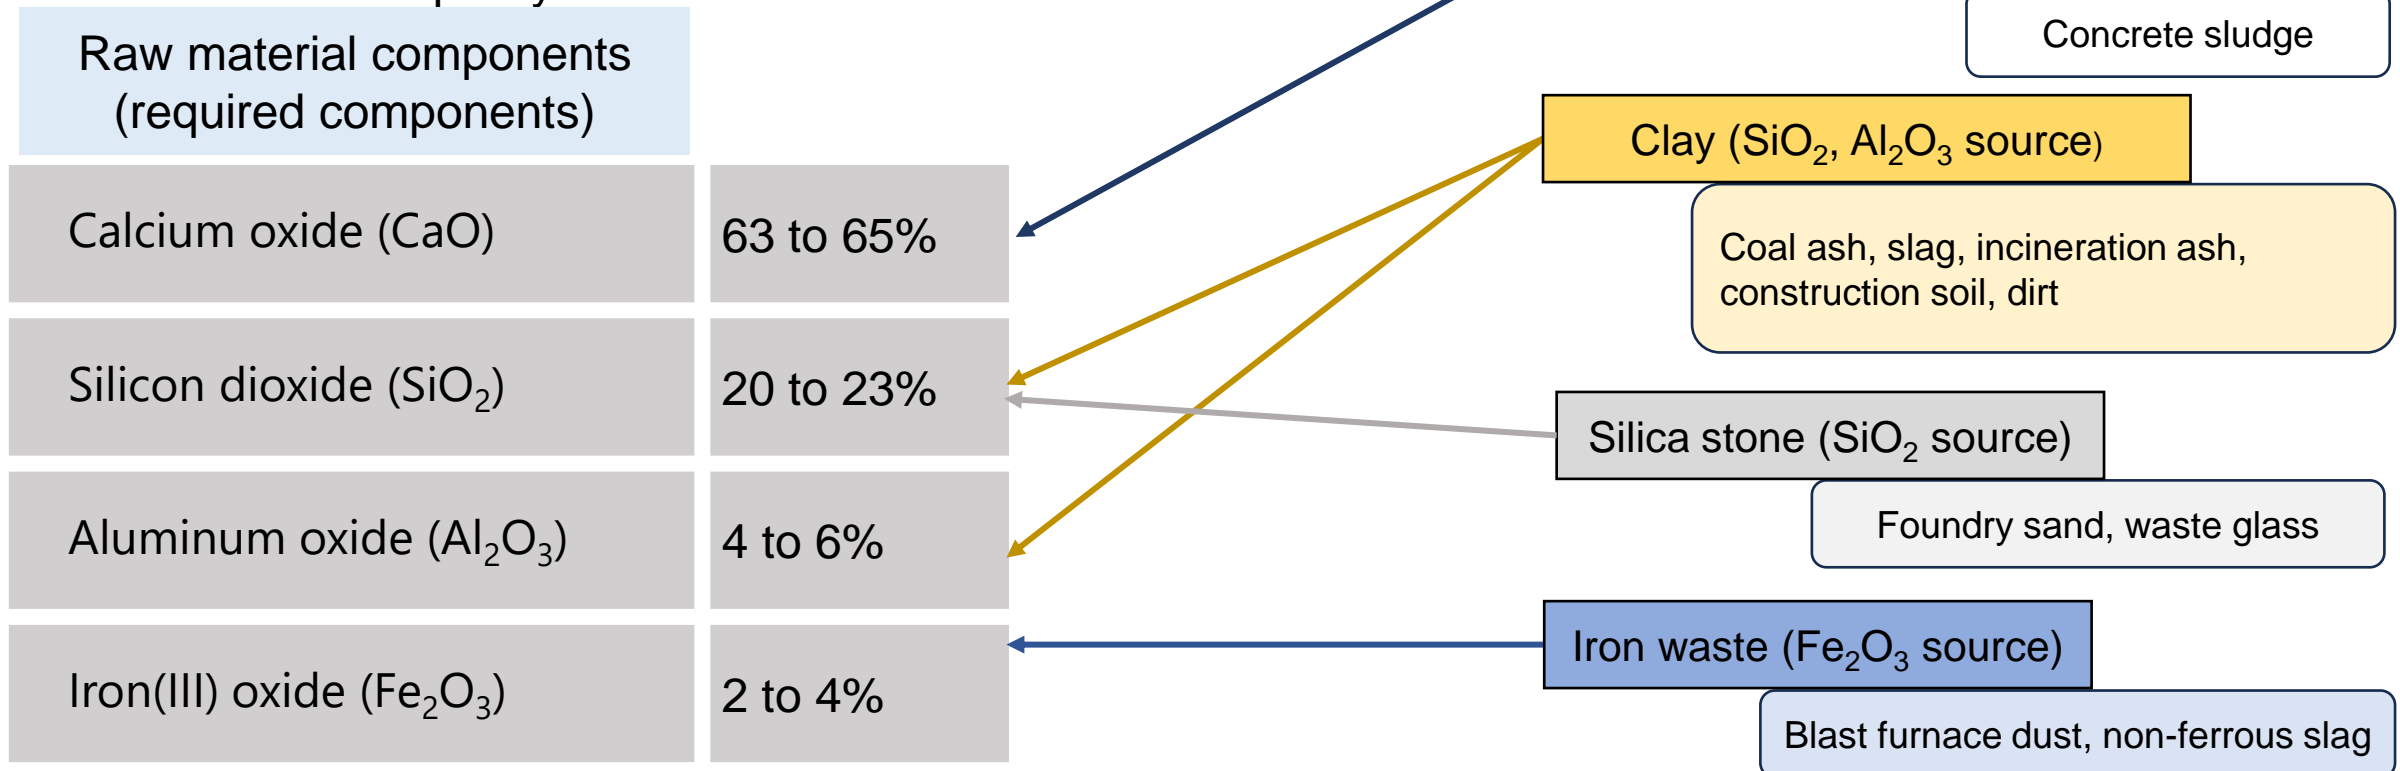 Raw material components
(required components)
Calcium oxide (CaO)
63 to 65%
Silicon dioxide (SiO₂)
20 to 23%
Aluminum oxide (Al₂O₃)
4 to 6%
Iron(III) oxide (Fe₂O₃)
2 to 4%
Concrete sludge
Clay (SiO₂, Al₂O₃ source)
Coal ash, slag, incineration ash,
construction soil, dirt
Silica stone (SiO₂ source)
Foundry sand, waste glass
Iron waste (Fe₂O₃ source)
Blast furnace dust, non-ferrous slag